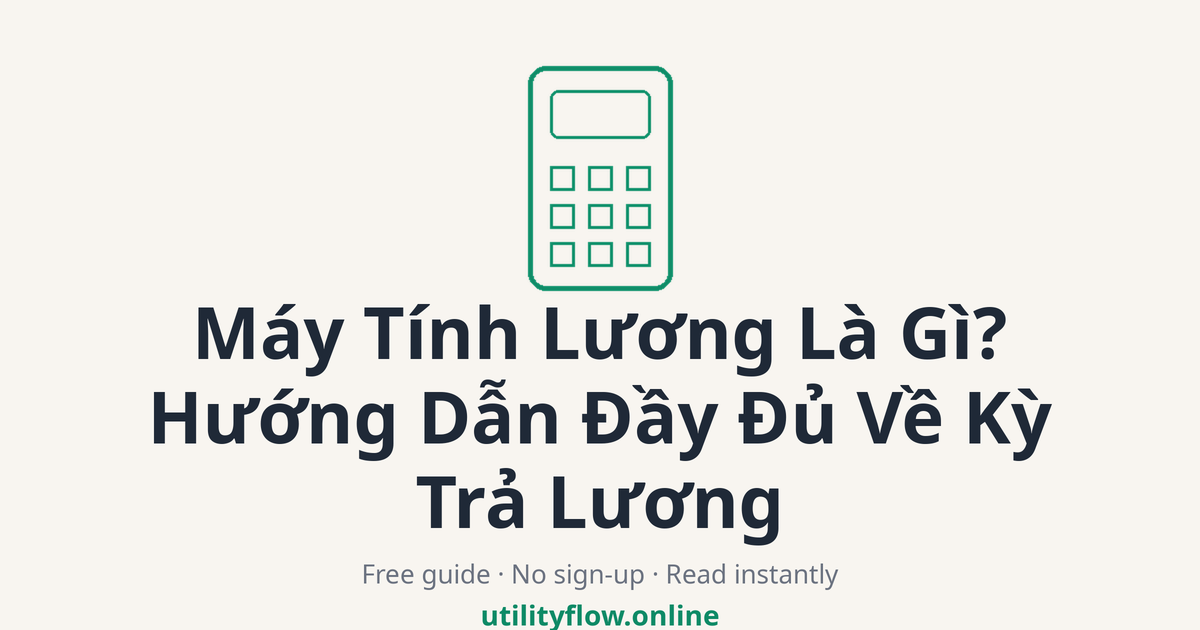 Máy Tính Lương Là Gì?
Hướng Dẫn Đầy Đủ Về Kỳ
Trả Lương
Free guide · No sign-up · Read instantly
utilityflow.online